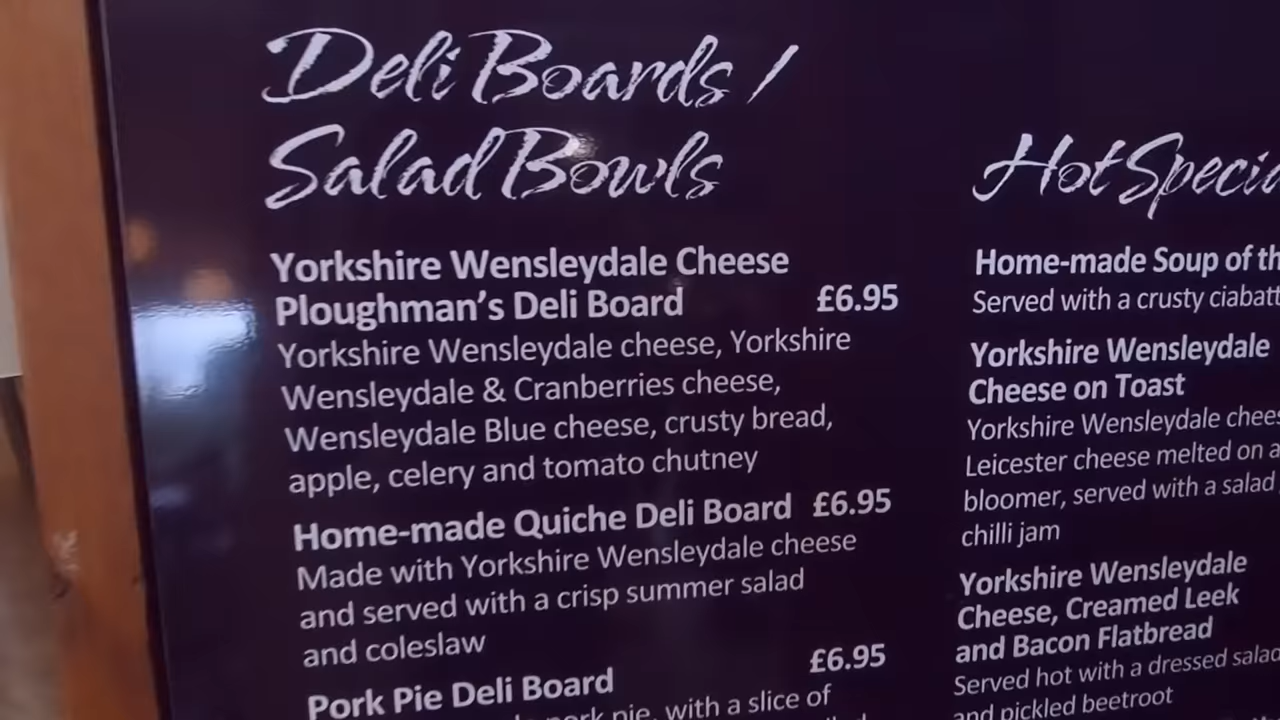 Deli Boards /
Salad Bowls
Yorkshire Wensleydale Cheese
Ploughman's Deli Board £6.95
Yorkshire Wensleydale cheese, Yorkshire
Wensleydale & Cranberries cheese,
Wensleydale Blue cheese, crusty bread,
apple, celery and tomato chutney
Home-made Quiche Deli Board £6.95
Made with Yorkshire Wensleydale cheese
and served with a crisp summer salad
and coleslaw
Pork Pie Deli Board £6.95
pork pie, with a slice of
Hot
Home-made Soup of
Served with a crusty
Yorkshire Wensleydale
Cheese on Toast
Yorkshire Wensleydale
Leicester cheese melted on a
bloomer, served with a salad
chilli jam
Yorkshire Wensleydale
Cheese, Creamed Leek
and Bacon Flatbread
Served hot with a dressed salad
and pickled beetroot